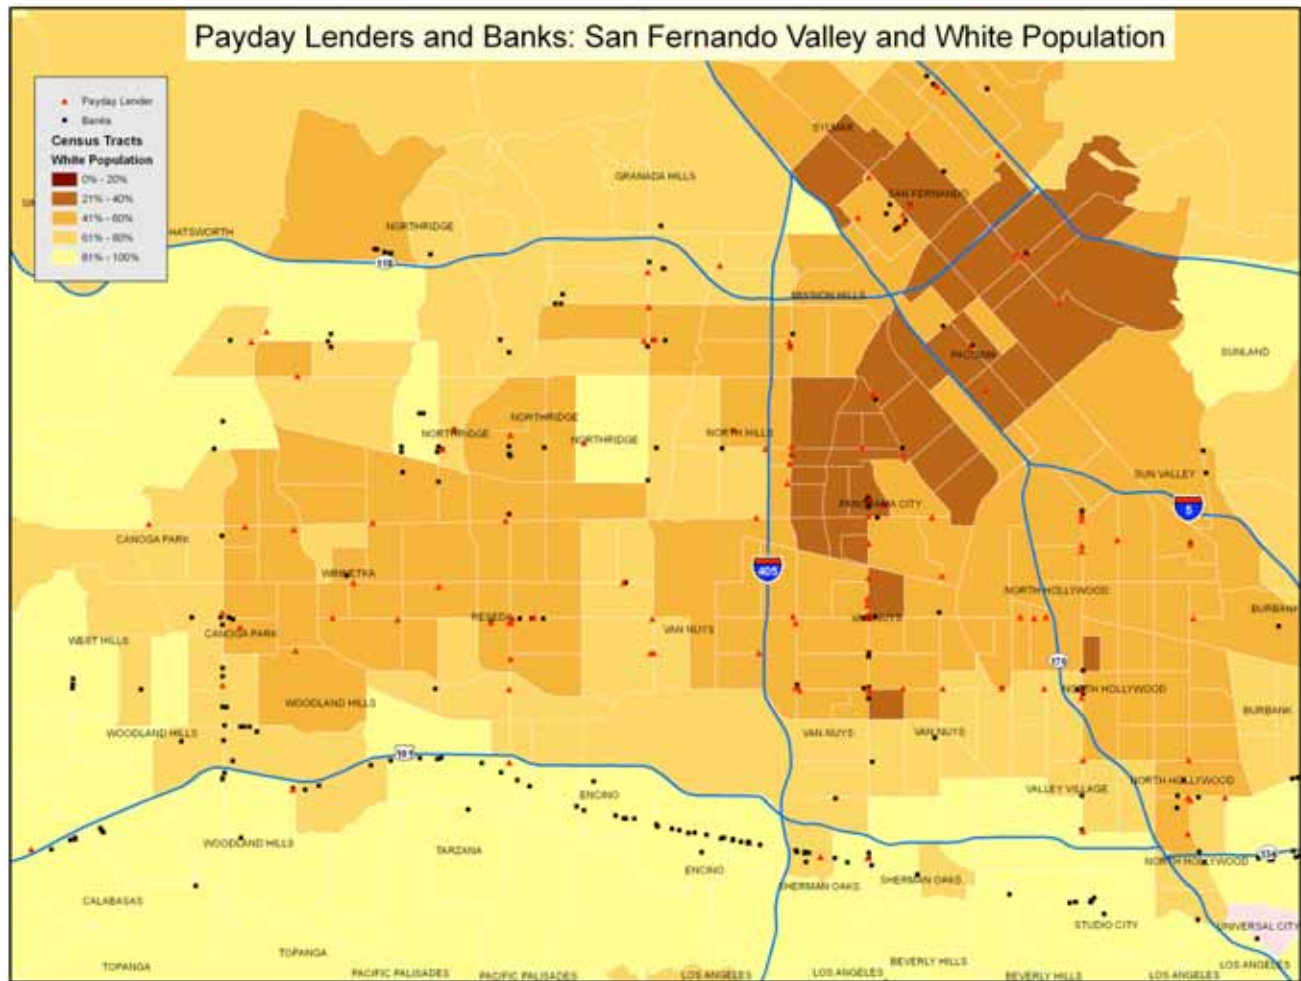 Payday Lenders and Banks: San Fernando Valley and White Population
Payday Lender
Banks
Census Tracts
White Population
0% - 20%
21% - 40%
41% - 60%
61% - 80%
81% - 100%
SYLMAR
GRANADA HILLS
SAN FERNANDO
HATSWORTH
NORTHRIDGE
118
MISSION HILLS
PACOIMA
SUNLAND
NORTHRIDGE
NORTHRIDGE
NORTHRIDGE
NORTH HILLS
SUN VALLEY
PANORAMA CITY
5
CANOGA PARK
405
WINNETKA
NORTH HOLLYWOOD
BURBANK
RESEDA
VAN NUYS
VAN NUYS
CANOGA PARK
WEST HILLS
170
NORTH HOLLYWOOD
WOODLAND HILLS
BURBANK
WOODLAND HILLS
VAN NUYS
VAN NUYS
101
NORTH HOLLYWOOD
VALLEY VILLAGE
ENCINO
WOODLAND HILLS
TARZANA
134
NORTH HOLLYWOOD
ENCINO
SHERMAN OAKS
SHERMAN OAKS
CALABASAS
STUDIO CITY
UNIVERSAL CITY
TOPANGA
BEVERLY HILLS
LOS ANGELES
TOPANGA
PACIFIC PALISADES
PACIFIC PALISADES
LOS ANGELES
LOS ANGELES
BEVERLY HILLS
LOS ANGELES